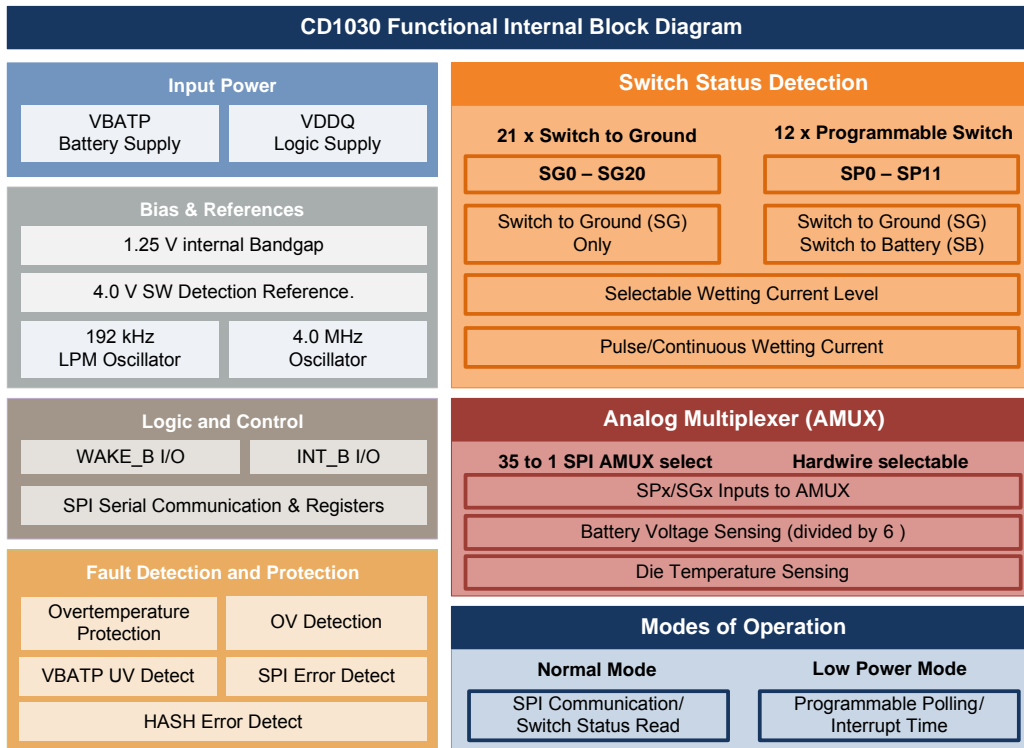 CD1030 Functional Internal Block Diagram
Input Power
VBATP
Battery Supply
VDDQ
Logic Supply
Bias & References
1.25 V internal Bandgap
4.0 V SW Detection Reference.
192 kHz
LPM Oscillator
4.0 MHz
Oscillator
Logic and Control
WAKE_B I/O
INT_B I/O
SPI Serial Communication & Registers
Fault Detection and Protection
Overtemperature
Protection
OV Detection
VBATP UV Detect
SPI Error Detect
HASH Error Detect
Switch Status Detection
21 x Switch to Ground
12 x Programmable Switch
SG0 – SG20
SP0 – SP11
Switch to Ground (SG)
Only
Switch to Ground (SG)
Switch to Battery (SB)
Selectable Wetting Current Level
Pulse/Continuous Wetting Current
Analog Multiplexer (AMUX)
35 to 1 SPI AMUX select
Hardwire selectable
SPx/SGx Inputs to AMUX
Battery Voltage Sensing (divided by 6 )
Die Temperature Sensing
Modes of Operation
Normal Mode
Low Power Mode
SPI Communication/
Switch Status Read
Programmable Polling/
Interrupt Time